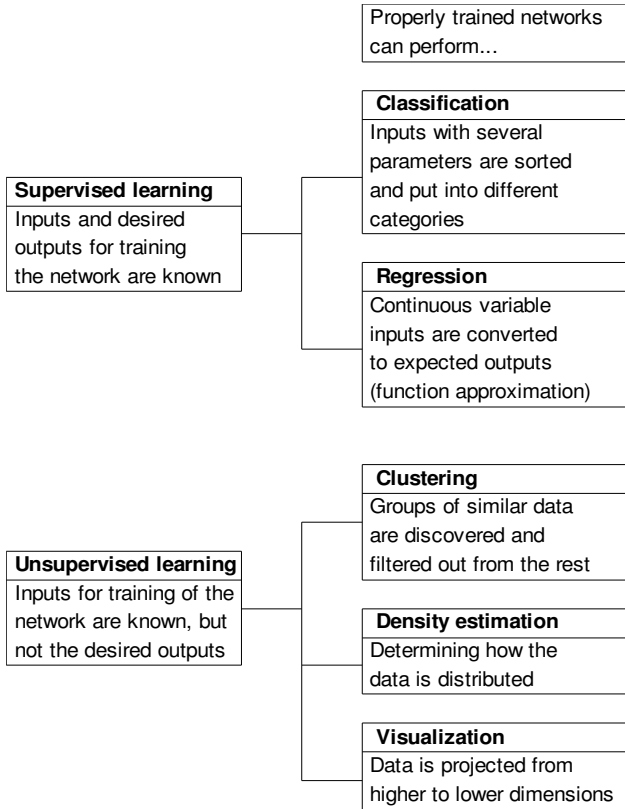 Properly trained networks
can perform...
Supervised learning
Inputs and desired
outputs for training
the network are known
Classification
Inputs with several
parameters are sorted
and put into different
categories
Regression
Continuous variable
inputs are converted
to expected outputs
(function approximation)
Unsupervised learning
Inputs for training of the
network are known, but
not the desired outputs
Clustering
Groups of similar data
are discovered and
filtered out from the rest
Density estimation
Determining how the
data is distributed
Visualization
Data is projected from
higher to lower dimensions